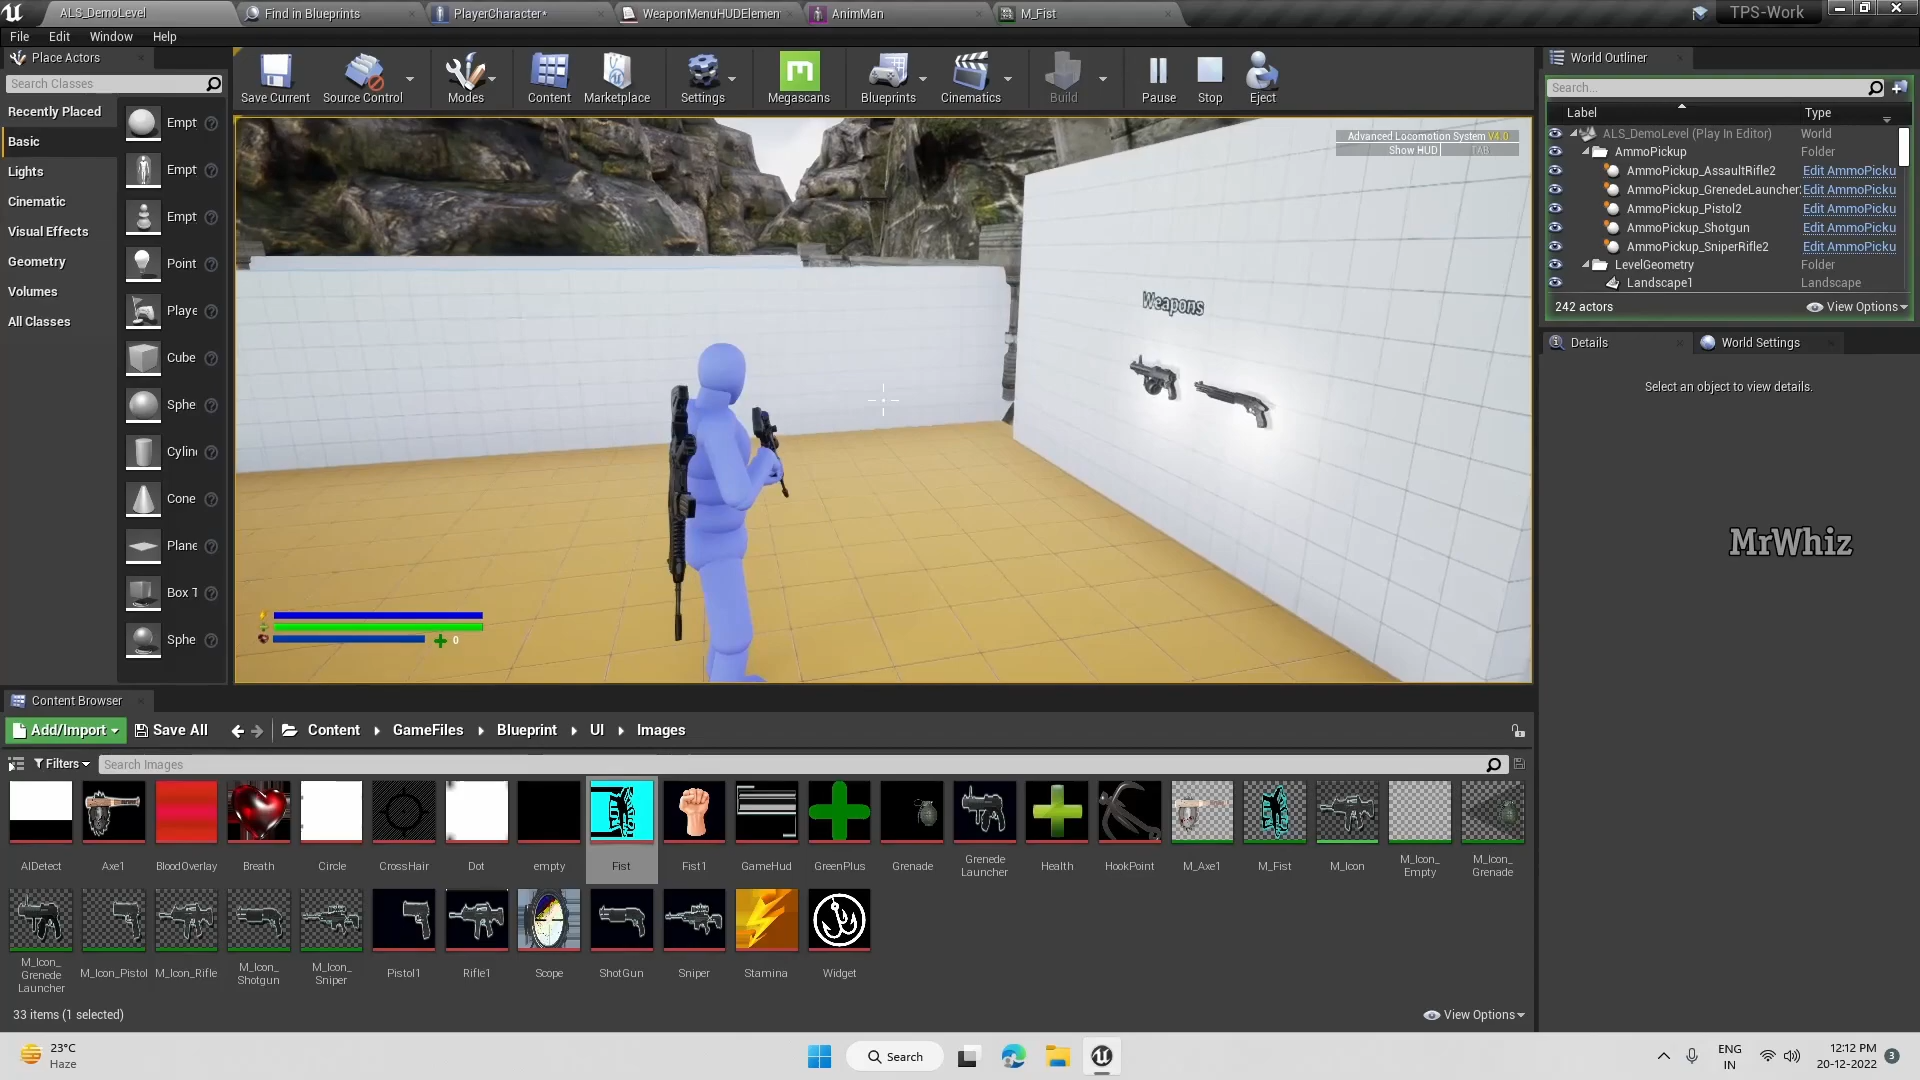 ALS_DemoLevel
Find in Blueprints
PlayerCharacter*
WeaponMenuHUDElemen
AnimMan
M_Fist
TPS-Work
File
Edit
Window
Help
Place Actors
Search Classes
Recently Placed
Basic
Lights
Cinematic
Visual Effects
Geometry
Volumes
All Classes
Empt
Empt
Empt
Point
Playe
Cube
Sphe
Cylin
Cone
Plane
Box T
Sphe
Save Current
Source Control
Modes
Content
Marketplace
Settings
Megascans
Blueprints
Cinematics
Build
Pause
Stop
Eject
Advanced Locomotion System V4.0
Show HUD
TAB
Weapons
0
World Outliner
Search...
Label
Type
ALS_DemoLevel (Play In Editor)
World
AmmoPickup
Folder
AmmoPickup_AssaultRifle2
Edit AmmoPicku
AmmoPickup_GrenedeLauncher
Edit AmmoPicku
AmmoPickup_Pistol2
Edit AmmoPicku
AmmoPickup_Shotgun
Edit AmmoPicku
AmmoPickup_SniperRifle2
Edit AmmoPicku
LevelGeometry
Folder
Landscape1
Landscape
242 actors
View Options
Details
World Settings
Select an object to view details.
MrWhiz
Content Browser
Add/Import
Save All
Content
GameFiles
Blueprint
UI
Images
Filters
Search Images
AIDetect
Axe1
BloodOverlay
Breath
Circle
CrossHair
Dot
empty
Fist
Fist1
GameHud
GreenPlus
Grenade
Grenede
Launcher
Health
HookPoint
M_Axe1
M_Fist
M_Icon
M_Icon_
Empty
M_Icon_
Grenade
M_Icon_
Grenede
Launcher
M_Icon_Pistol
M_Icon_Rifle
M_Icon_
Shotgun
M_Icon_
Sniper
Pistol1
Rifle1
Scope
ShotGun
Sniper
Stamina
Widget
33 items (1 selected)
View Options
23°C
Haze
Search
ENG
IN
12:12 PM
20-12-2022
3